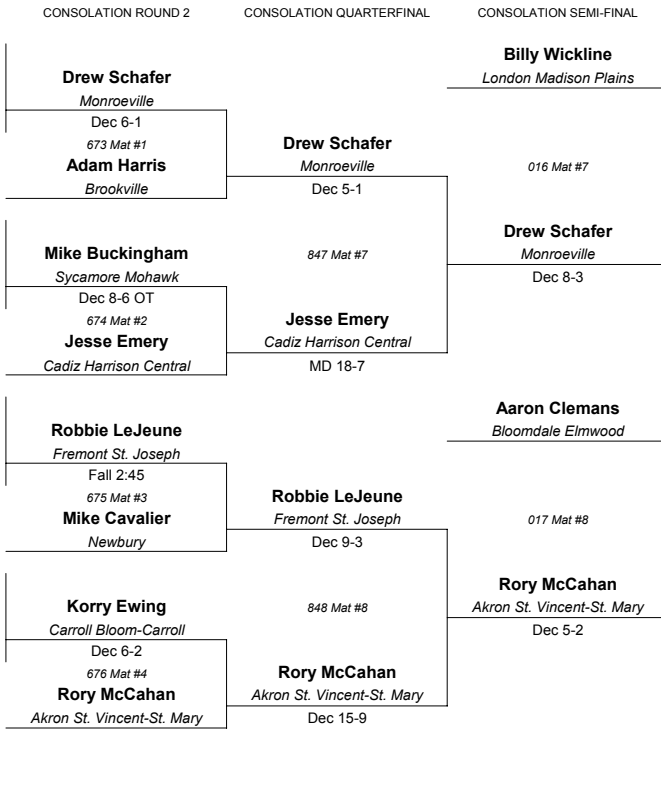 CONSOLATION ROUND 2
CONSOLATION QUARTERFINAL
CONSOLATION SEMI-FINAL
Drew Schafer
Monroeville
Dec 6-1
673 Mat #1
Adam Harris
Brookville
Mike Buckingham
Sycamore Mohawk
Dec 8-6 OT
674 Mat #2
Jesse Emery
Cadiz Harrison Central
Robbie LeJeune
Fremont St. Joseph
Fall 2:45
675 Mat #3
Mike Cavalier
Newbury
Korry Ewing
Carroll Bloom-Carroll
Dec 6-2
676 Mat #4
Rory McCahan
Akron St. Vincent-St. Mary
Drew Schafer
Monroeville
Dec 5-1
847 Mat #7
Jesse Emery
Cadiz Harrison Central
MD 18-7
Robbie LeJeune
Fremont St. Joseph
Dec 9-3
848 Mat #8
Rory McCahan
Akron St. Vincent-St. Mary
Dec 15-9
Billy Wickline
London Madison Plains
016 Mat #7
Drew Schafer
Monroeville
Dec 8-3
Aaron Clemans
Bloomdale Elmwood
017 Mat #8
Rory McCahan
Akron St. Vincent-St. Mary
Dec 5-2